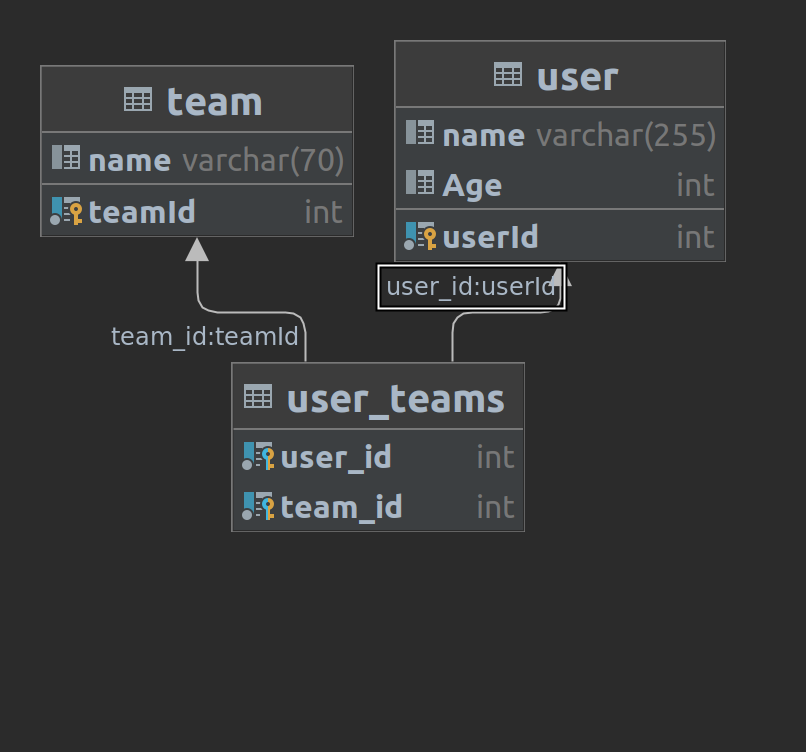 team
name varchar(70)
teamId int
user
name varchar(255)
Age int
userId int
user_id:userId
team_id:teamId
user_teams
user_id int
team_id int